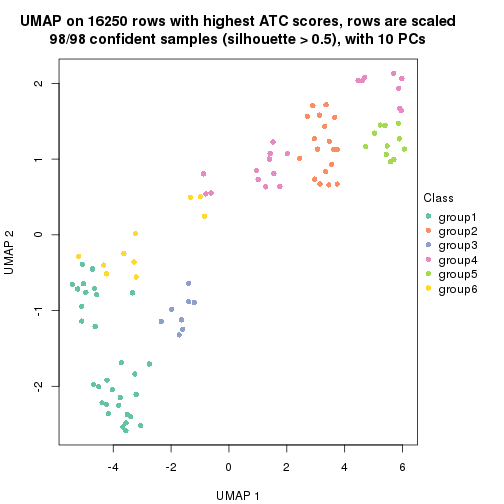 UMAP on 16250 rows with highest ATC scores, rows are scaled
98/98 confident samples (silhouette > 0.5), with 10 PCs
2
1
0
-1
-2
UMAP 2
-4
-2
0
2
4
6
UMAP 1
Class
group1
group2
group3
group4
group5
group6